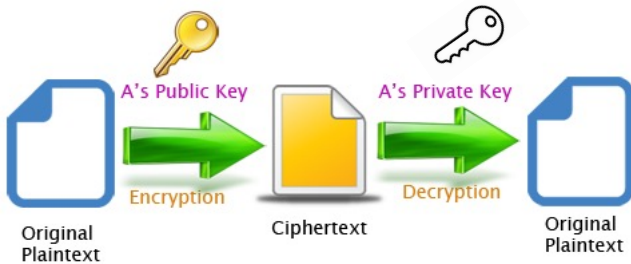 A's Public Key
A's Private Key
Encryption
Decryption
Original
Plaintext
Ciphertext
Original
Plaintext